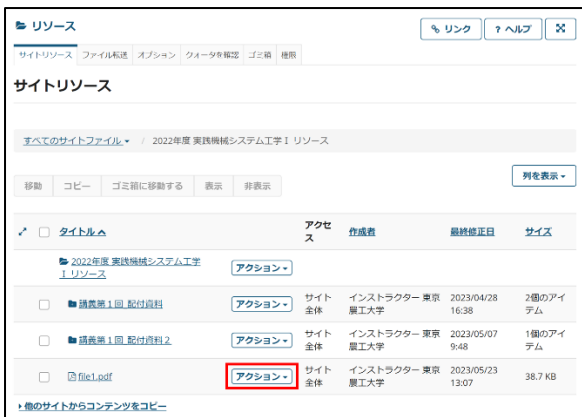 リソース
リンク
? ヘルプ
サイトリソース ファイル転送 オプション クォータを確認 ゴミ箱 権限
サイトリソース
すべてのサイトファイル / 2022年度 実践機械システム工学Ⅰ リソース
列を表示
移動 コピー ゴミ箱に移動する 表示 非表示
タイトル アクセス 作成者 最終修正日 サイズ
2022年度 実践機械システム工学Ⅰ リソース アクション
講義第1回_配付資料 アクション サイト全体 インストラクター 東京農工大学 2023/04/28 16:38 2個のアイテム
講義第1回_配付資料2 アクション サイト全体 インストラクター 東京農工大学 2023/05/07 9:48 1個のアイテム
file1.pdf アクション サイト全体 インストラクター 東京農工大学 2023/05/23 13:07 38.7 KB
他のサイトからコンテンツをコピー